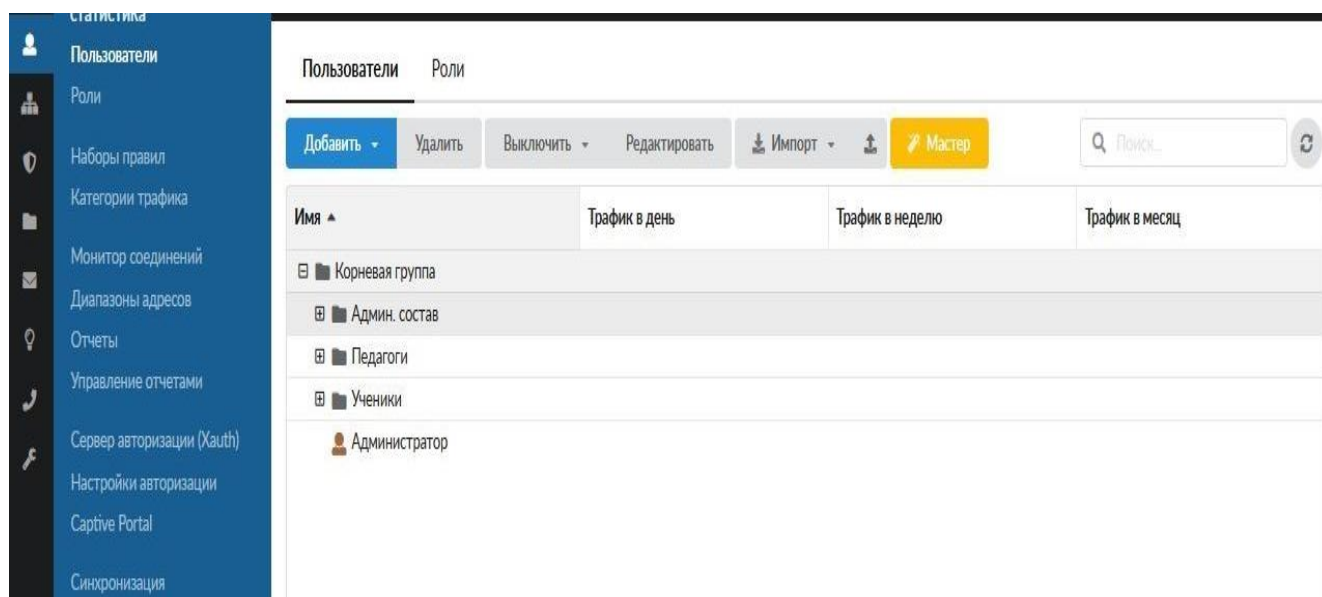 Статистика
Пользователи
Роли
Наборы правил
Категории трафика
Монитор соединений
Диапазоны адресов
Отчеты
Управление отчетами
Сервер авторизации (Xauth)
Настройки авторизации
Captive Portal
Синхронизация
Пользователи Роли
Добавить Удалить Выключить Редактировать Импорт Мастер Поиск...
Имя Трафик в день Трафик в неделю Трафик в месяц
Корневая группа
Админ. состав
Педагоги
Ученики
Администратор